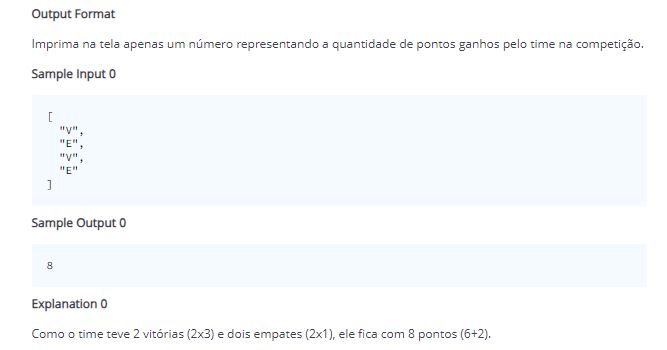 Output Format
Imprima na tela apenas um número representando a quantidade de pontos ganhos pelo time na competição.
Sample Input 0
[
"V",
"E",
"V",
"E"
]
Sample Output 0
8
Explanation 0
Como o time teve 2 vitórias (2x3) e dois empates (2x1), ele fica com 8 pontos (6+2).